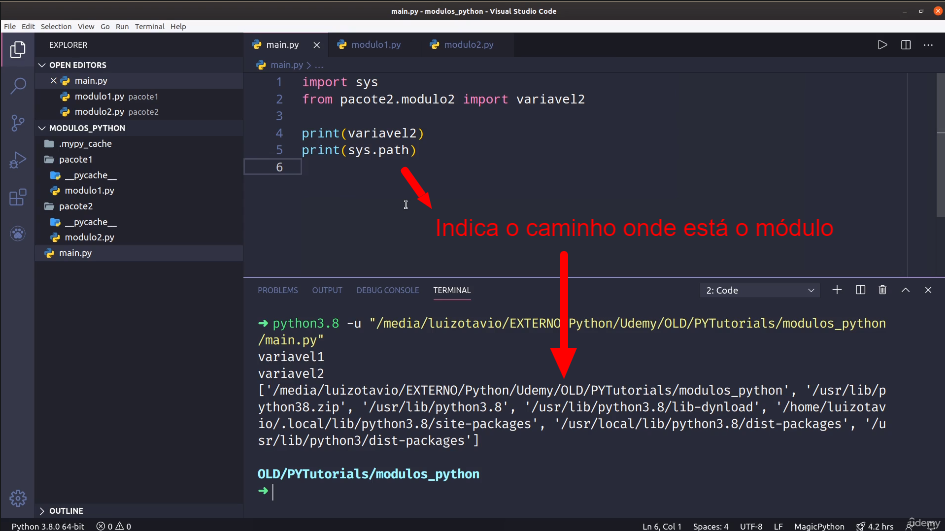 main.py - modulos_python - Visual Studio Code
File Edit Selection View Go Run Terminal Help
EXPLORER
main.py
modulo1.py
modulo2.py
OPEN EDITORS
main.py > ...
main.py
modulo1.py pacote1
modulo2.py pacote2
MODULOS_PYTHON
.mypy_cache
pacote1
__pycache__
modulo1.py
pacote2
__pycache__
modulo2.py
main.py
OUTLINE
1 import sys
2 from pacote2.modulo2 import variavel2
3
4 print(variavel2)
5 print(sys.path)
6
Indica o caminho onde está o módulo
PROBLEMS OUTPUT DEBUG CONSOLE TERMINAL 2: Code
python3.8 -u "/media/luizotavio/EXTERNO/Python/Udemy/OLD/PYTutorials/modulos_python
/main.py"
variavel1
variavel2
['/media/luizotavio/EXTERNO/Python/Udemy/OLD/PYTutorials/modulos_python', '/usr/lib/p
ython38.zip', '/usr/lib/python3.8', '/usr/lib/python3.8/lib-dynload', '/home/luizotav
io/.local/lib/python3.8/site-packages', '/usr/local/lib/python3.8/dist-packages', '/u
sr/lib/python3/dist-packages']
OLD/PYTutorials/modulos_python
Python 3.8.0 64-bit 0 0 Ln 6, Col 1 Spaces: 4 UTF-8 LF MagicPython 4.2 hrs
udemy